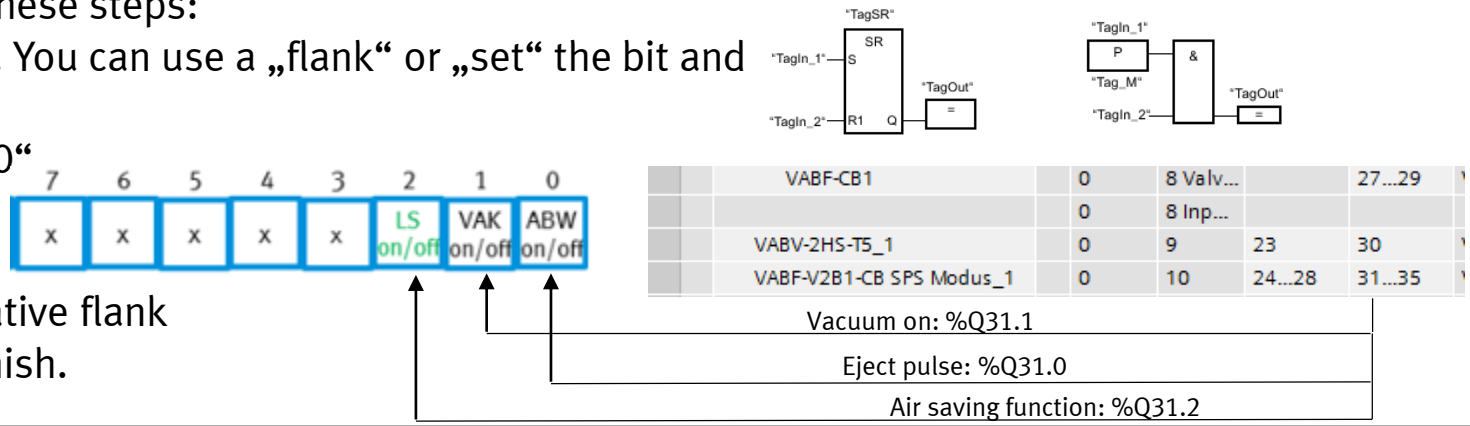 hese steps:
. You can use a „flank“ or „set“ the bit and
0“
ative flank
nish.
"TagSR"
SR
"TagIn_1"
S
"TagOut"
=
"TagIn_2"
R1 Q
"TagIn_1"
P
&
"Tag_M"
"TagOut"
"TagIn_2"
=
7 6 5 4 3 2 1 0
x x x x x LS on/off VAK on/off ABW on/off
VABF-CB1 0 8 Valv... 27...29
0 8 Inp...
VABV-2HS-T5_1 0 9 23 30
VABF-V2B1-CB SPS Modus_1 0 10 24...28 31...35
Vacuum on: %Q31.1
Eject pulse: %Q31.0
Air saving function: %Q31.2